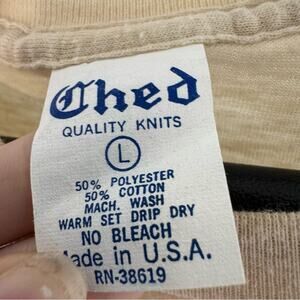 Ched
QUALITY KNITS
L
50% POLYESTER
50% COTTON
MACH. WASH
WARM SET DRIP DRY
NO BLEACH
Made in U.S.A.
RN-38619